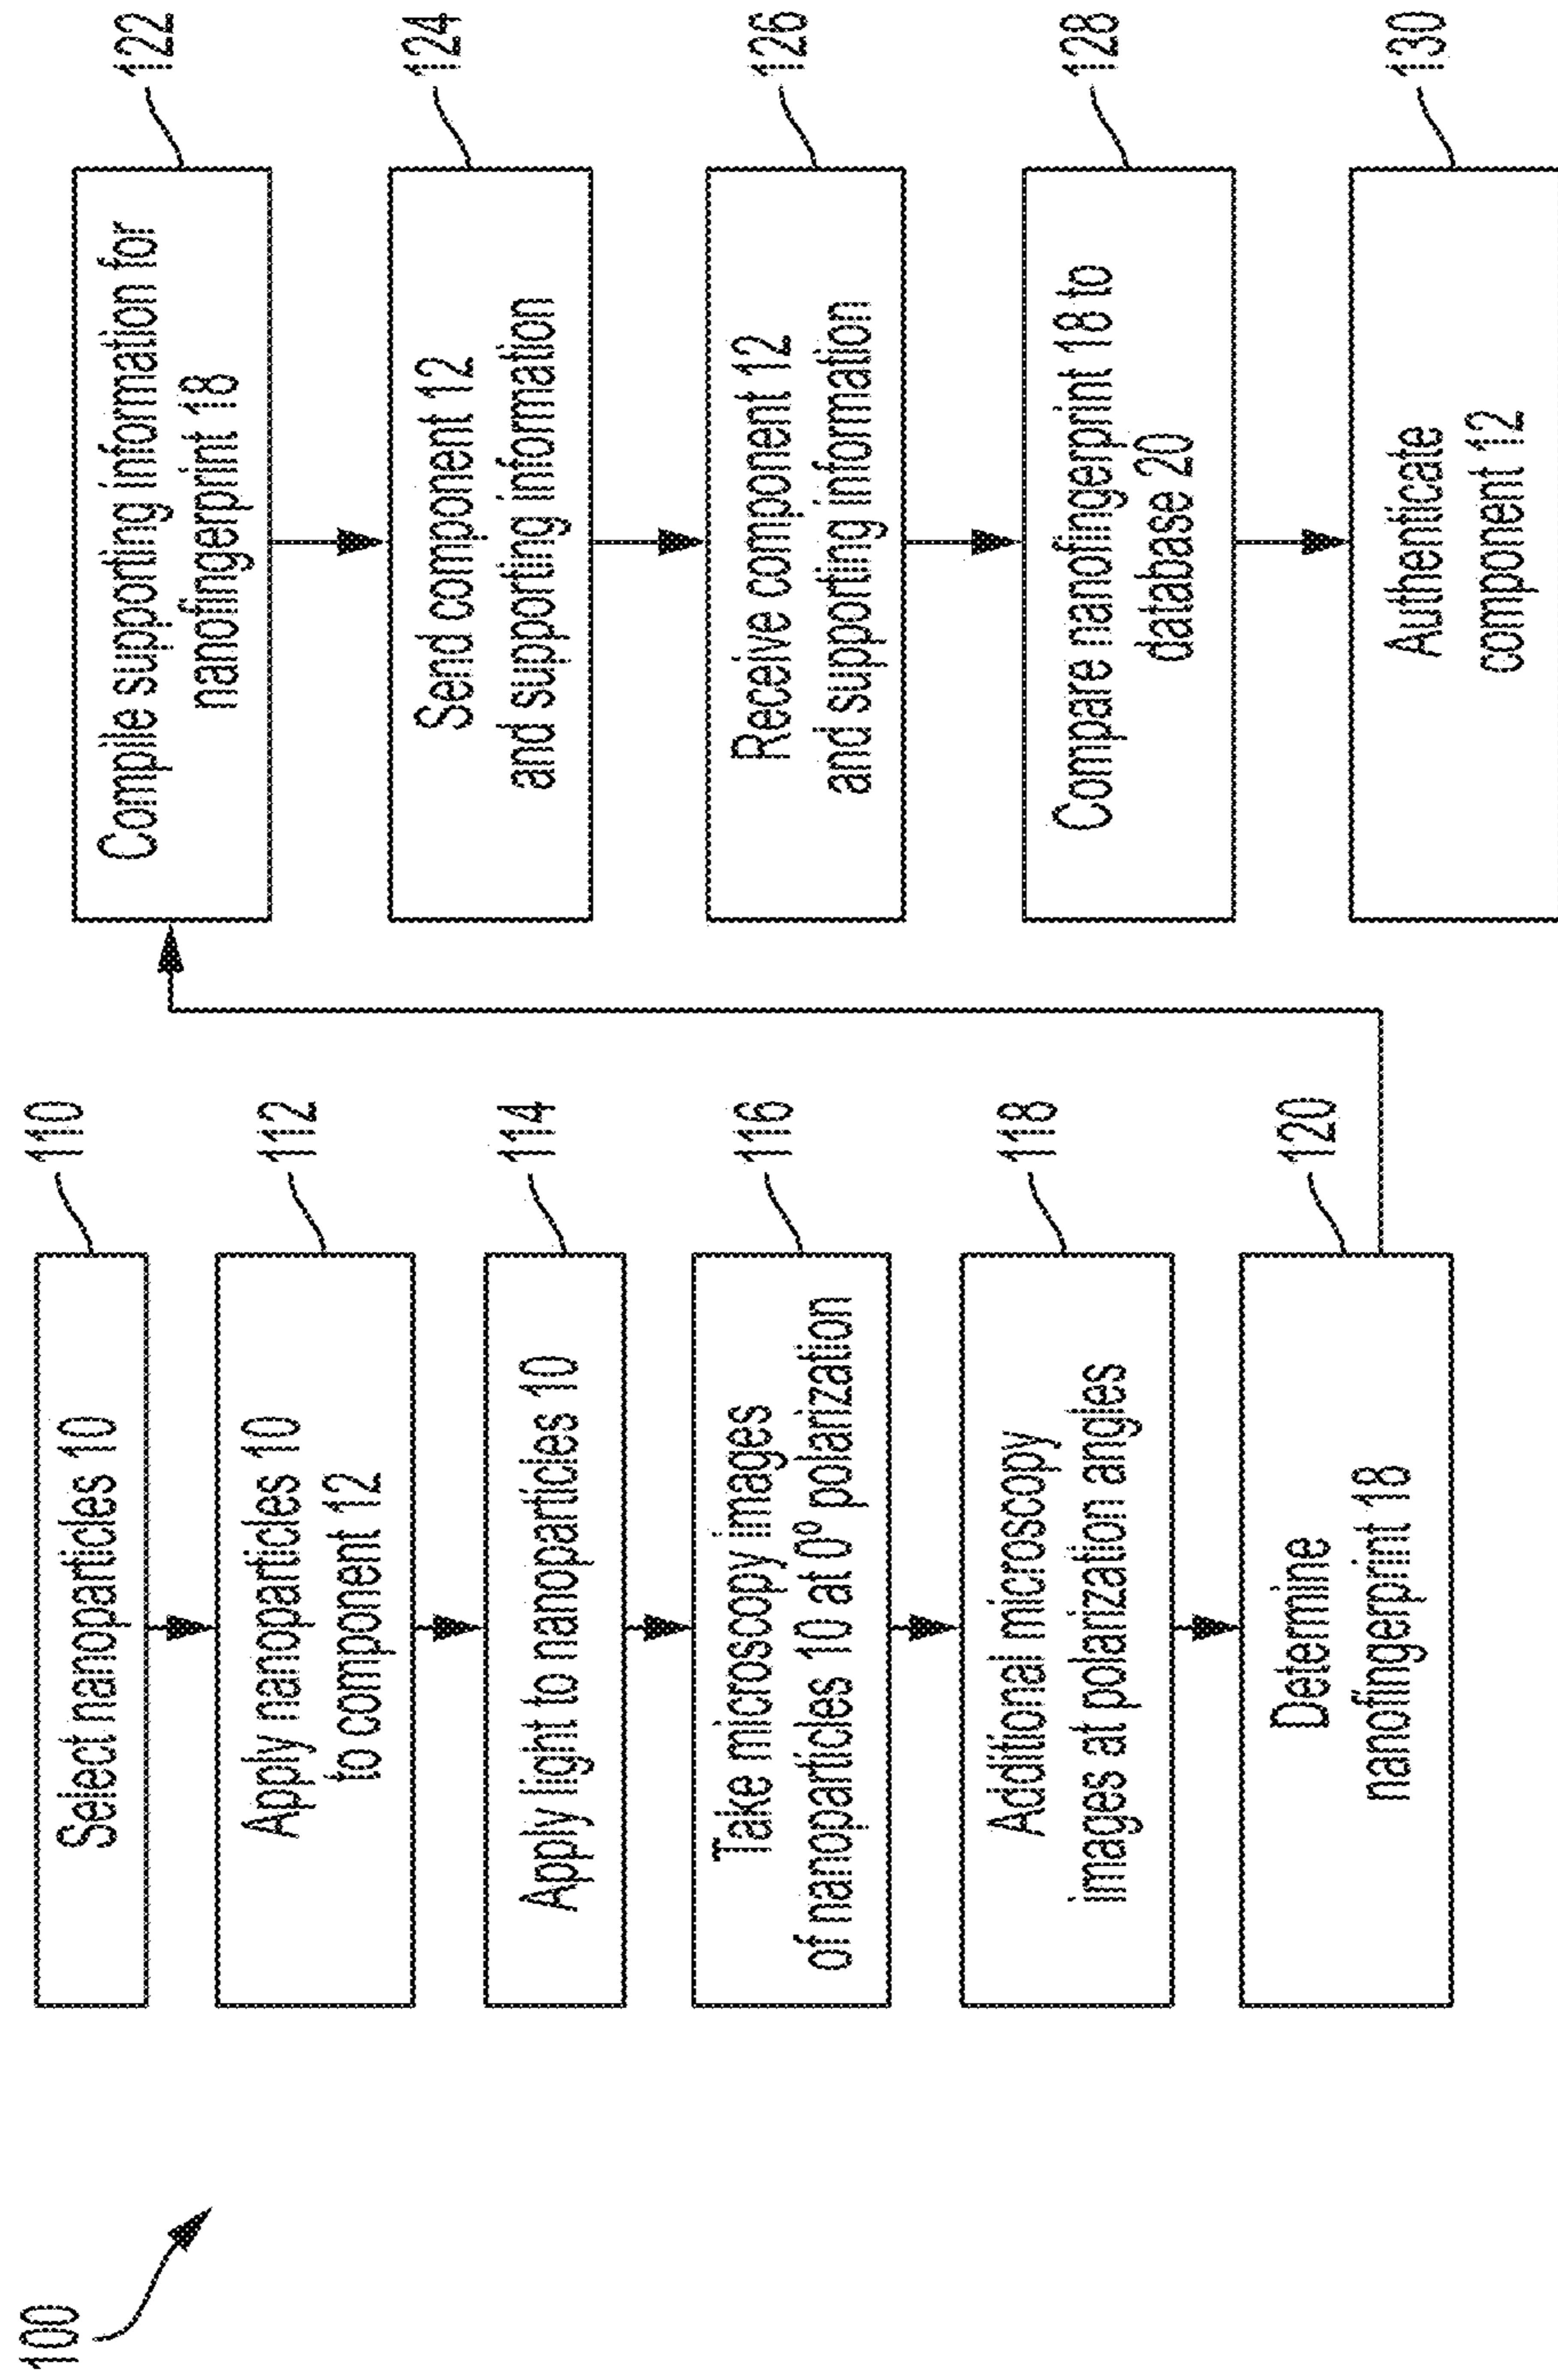 100
110
Select nanoparticles 10
112
Apply nanoparticles 10
to component 12
114
Apply light to nanoparticles 10
116
Take microscopy images
of nanoparticles 10 at 0º polarization
118
Additional microscopy
images at polarization angles
120
Determine
nanofingerprint 18
122
Compile supporting information for
nanofingerprint 18
124
Send component 12
and supporting information
126
Receive component 12
and supporting information
128
Compare nanofingerprint 18 to
database 20
130
Authenticate
component 12